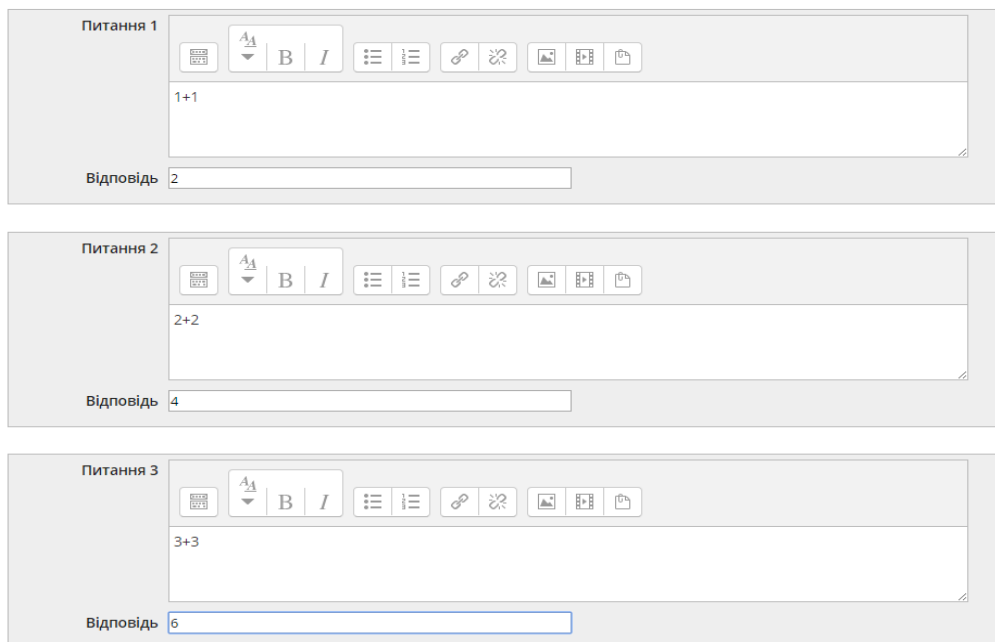 Питання 1
1+1
Відповідь 2
Питання 2
2+2
Відповідь 4
Питання 3
3+3
Відповідь 6